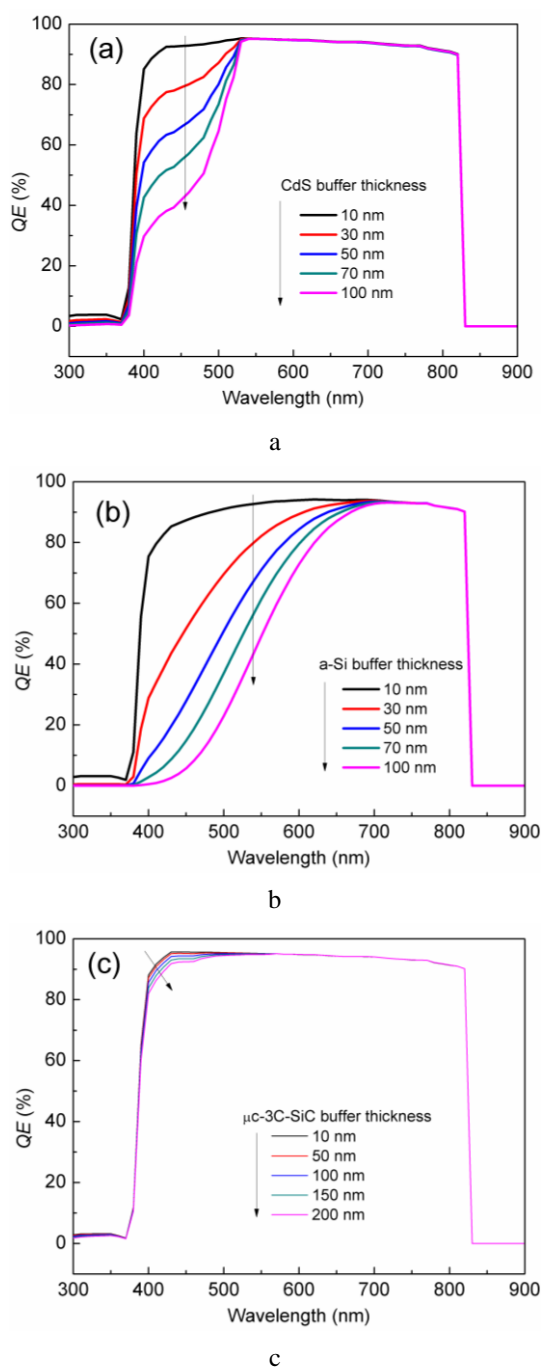 (a)
100
80
60
40
20
0
QE (%)
CdS buffer thickness
10 nm
30 nm
50 nm
70 nm
100 nm
300 400 500 600 700 800 900
Wavelength (nm)
a
(b)
100
80
60
40
20
0
QE (%)
a-Si buffer thickness
10 nm
30 nm
50 nm
70 nm
100 nm
300 400 500 600 700 800 900
Wavelength (nm)
b
(c)
100
80
60
40
20
0
QE (%)
μc-3C-SiC buffer thickness
10 nm
50 nm
100 nm
150 nm
200 nm
300 400 500 600 700 800 900
Wavelength (nm)
c